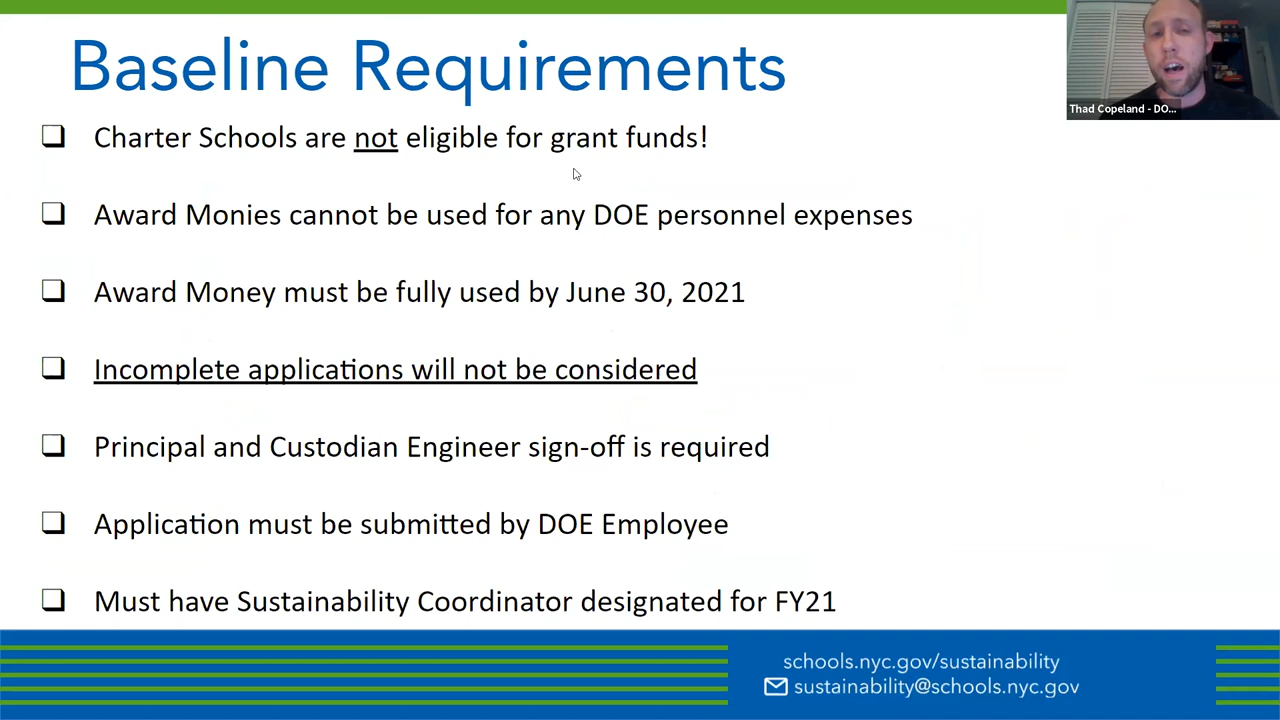 Baseline Requirements
Thad Copeland - DO...
Charter Schools are not eligible for grant funds!
Award Monies cannot be used for any DOE personnel expenses
Award Money must be fully used by June 30, 2021
Incomplete applications will not be considered
Principal and Custodian Engineer sign-off is required
Application must be submitted by DOE Employee
Must have Sustainability Coordinator designated for FY21
schools.nyc.gov/sustainability
sustainability@schools.nyc.gov